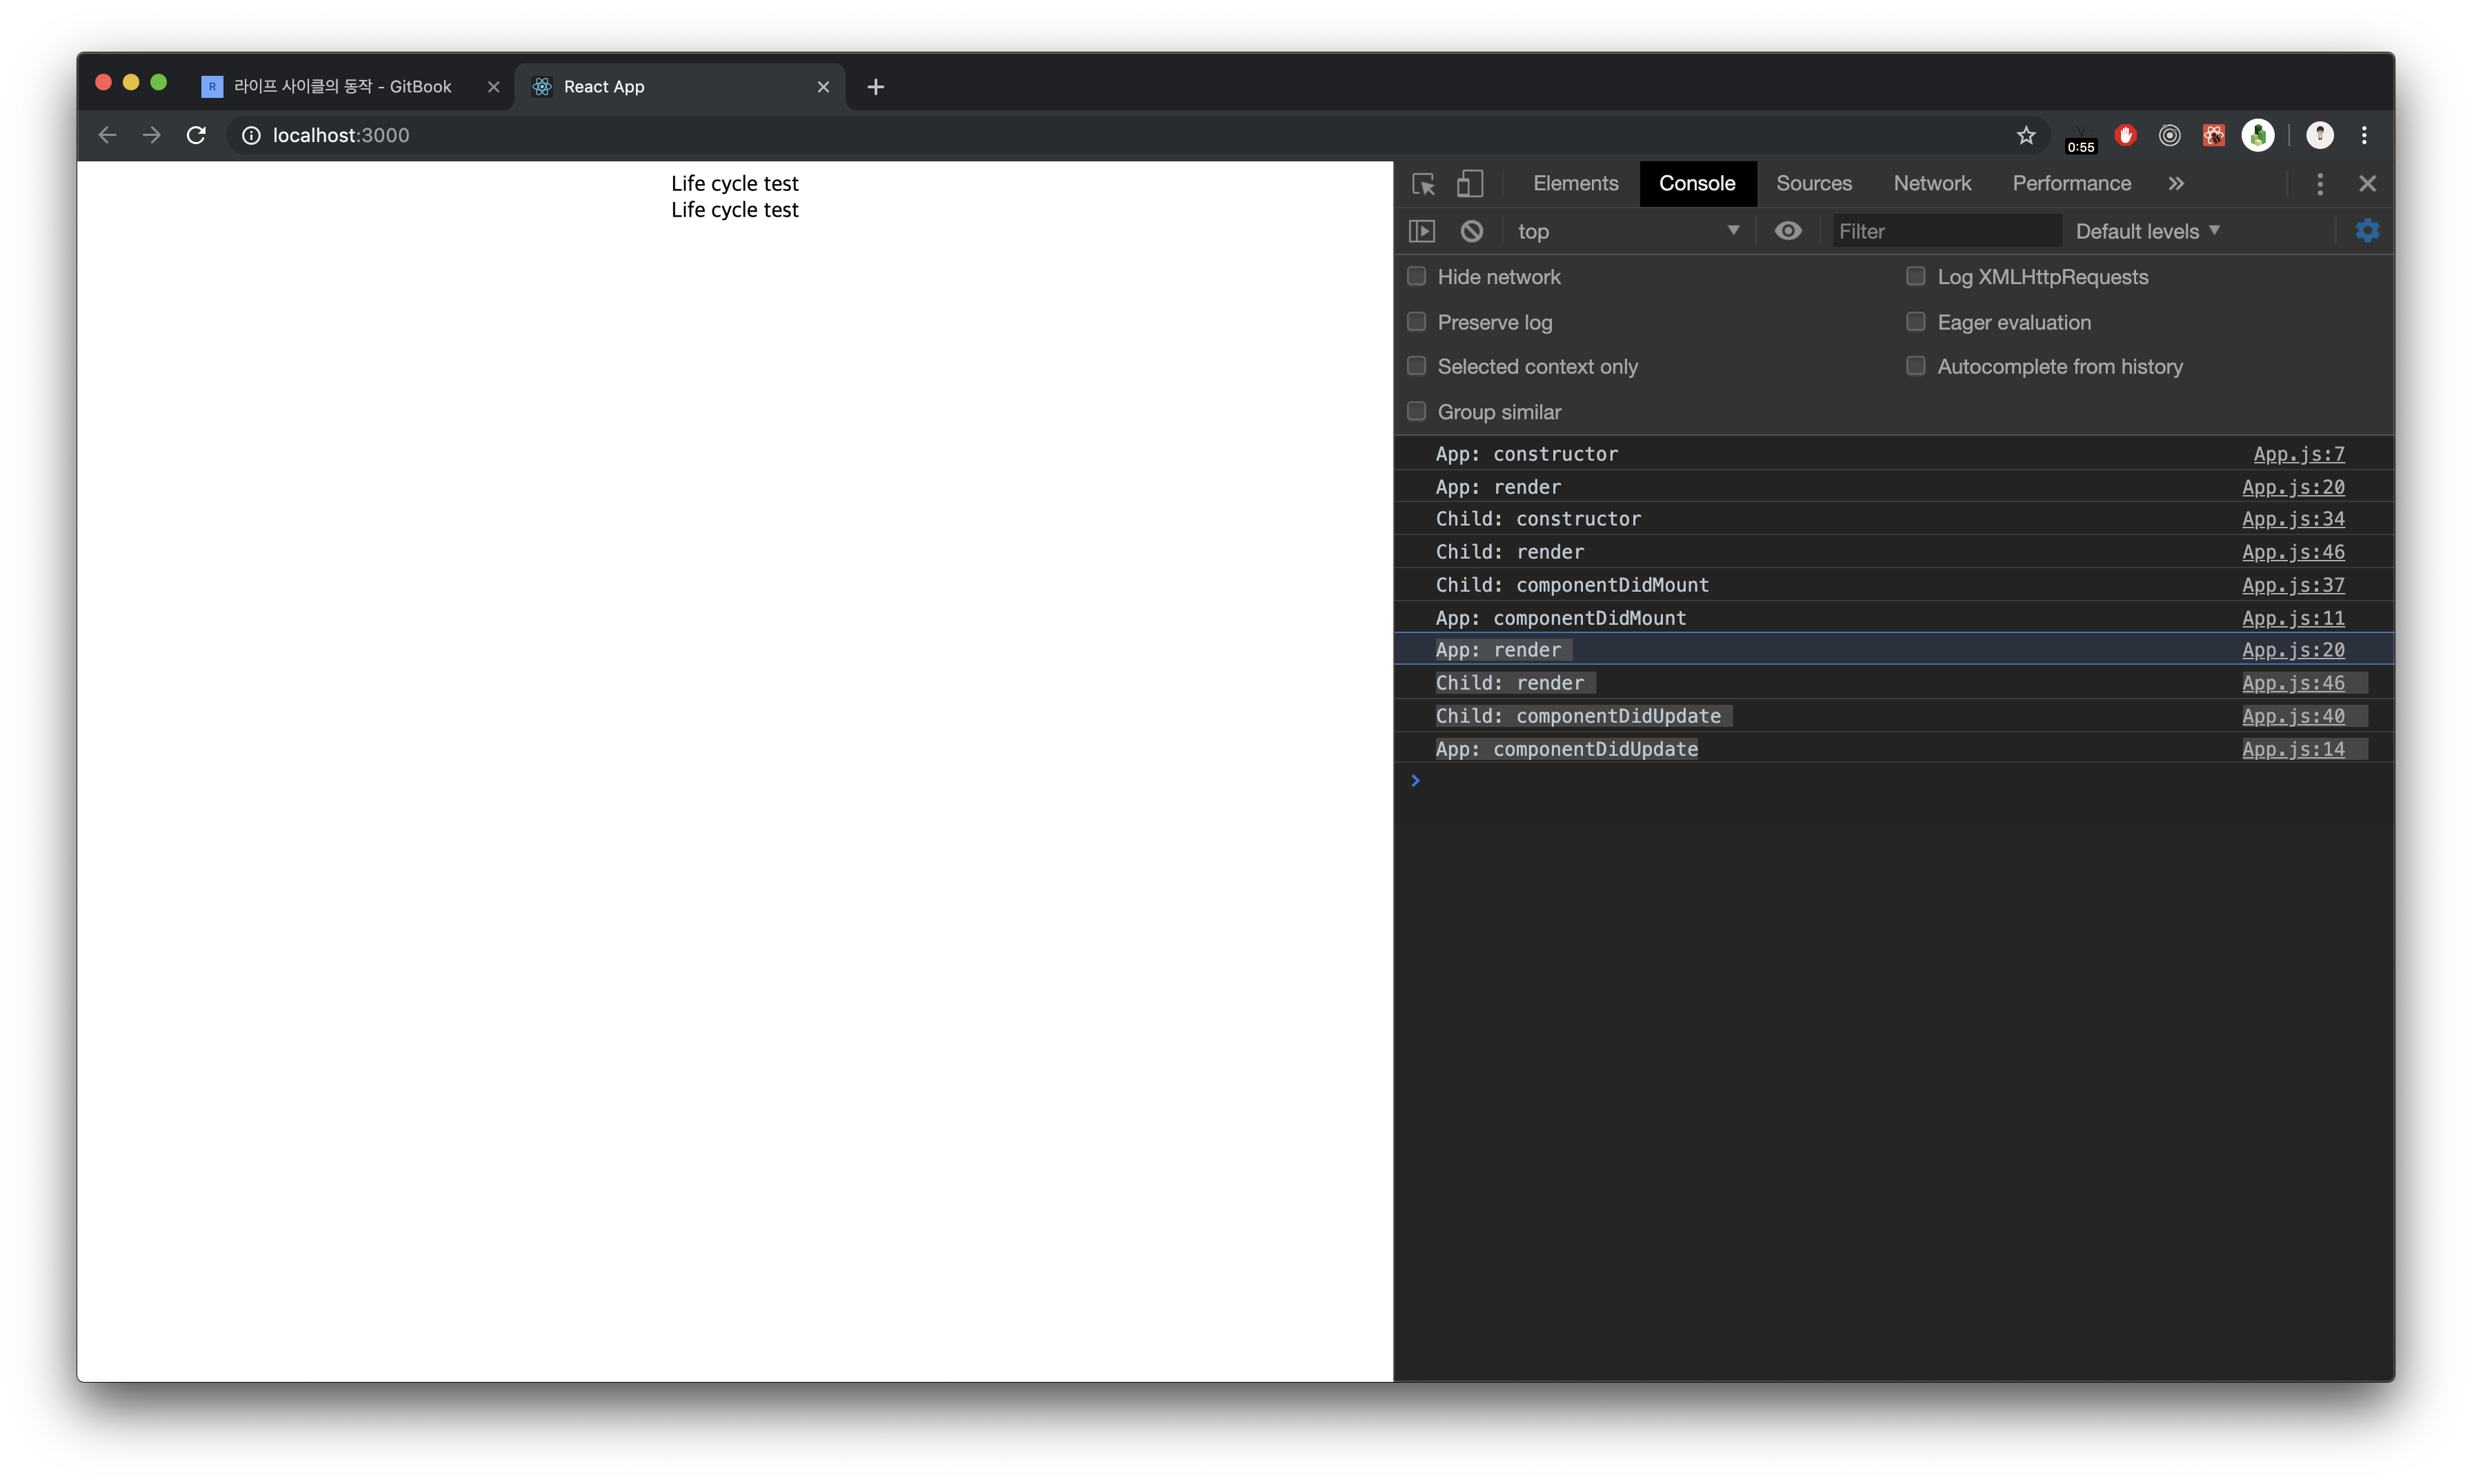 R 라이프 사이클의 동작 - GitBook
React App
localhost:3000
0:55
Life cycle test
Life cycle test
Elements Console Sources Network Performance
top Filter Default levels
Hide network Log XMLHttpRequests
Preserve log Eager evaluation
Selected context only Autocomplete from history
Group similar
App: constructor App.js:7
App: render App.js:20
Child: constructor App.js:34
Child: render App.js:46
Child: componentDidMount App.js:37
App: componentDidMount App.js:11
App: render App.js:20
Child: render App.js:46
Child: componentDidUpdate App.js:40
App: componentDidUpdate App.js:14